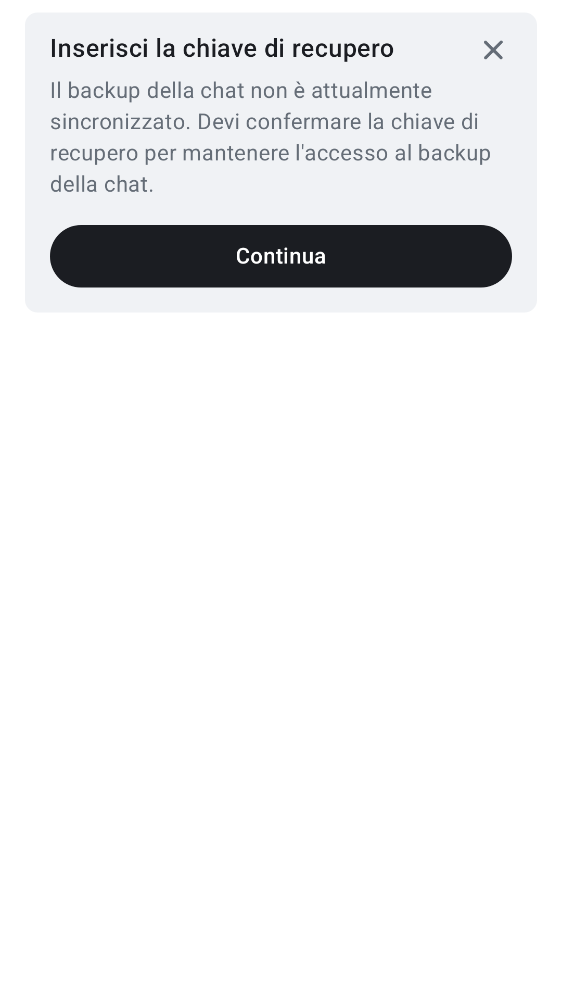 Inserisci la chiave di recupero
Il backup della chat non è attualmente
sincronizzato. Devi confermare la chiave di
recupero per mantenere l'accesso al backup
della chat.
Continua